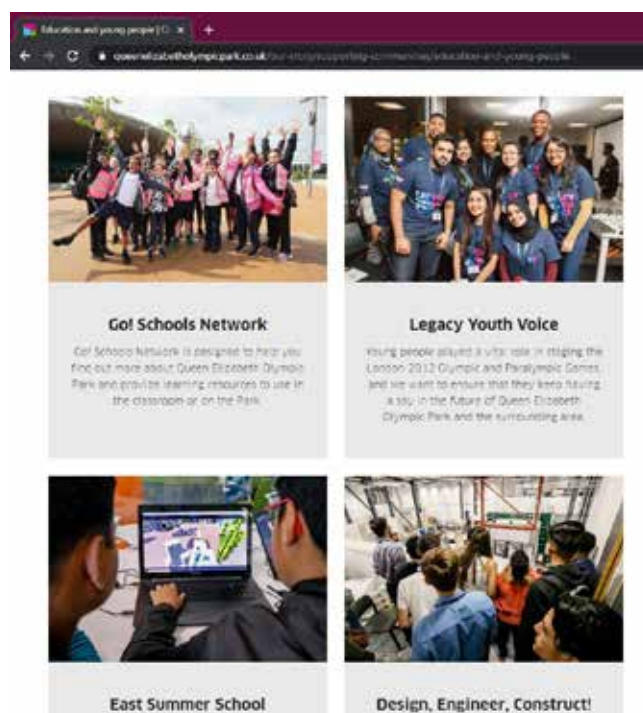 Education and young people | Q
queenelizabetholympicpark.co.uk/our-story/supporting-communities/education-and-young-people
Go! Schools Network
Go! Schools Network is designed to help you
find out more about Queen Elizabeth Olympic
Park and provide learning resources to use in
the classroom or on the Park.
Legacy Youth Voice
Young people played a vital role in staging the
London 2012 Olympic and Paralympic Games,
and we want to ensure that they keep having
a say in the future of Queen Elizabeth
Olympic Park and the surrounding area.
East Summer School
Design, Engineer, Construct!